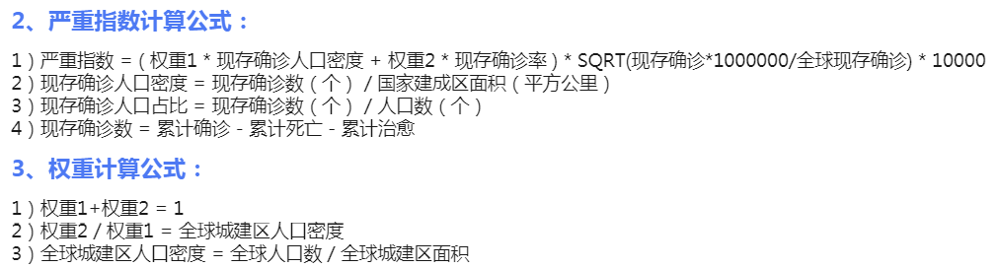 2、严重指数计算公式：
1 ) 严重指数 = ( 权重1 * 现存确诊人口密度 + 权重2 * 现存确诊率 ) * SQRT(现存确诊*1000000/全球现存确诊) * 10000
2 ) 现存确诊人口密度 = 现存确诊数 ( 个 ) / 国家建成区面积 ( 平方公里 )
3 ) 现存确诊人口占比 = 现存确诊数 ( 个 ) / 人口数 ( 个 )
4 ) 现存确诊数 = 累计确诊 - 累计死亡 - 累计治愈
3、权重计算公式：
1 ) 权重1+权重2 = 1
2 ) 权重2 / 权重1 = 全球城建区人口密度
3 ) 全球城建区人口密度 = 全球人口数 / 全球城建区面积